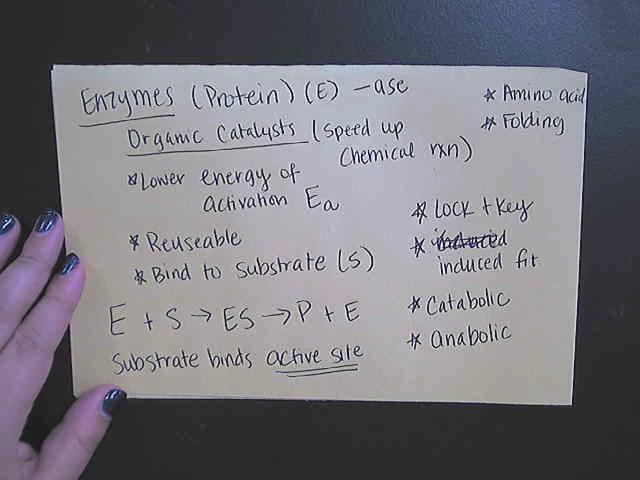 Enzymes (Protein) (E) -ase
Organic Catalysts (Speed up
Chemical rxn)
* Lower energy of
activation Ea
* Reuseable
* Bind to Substrate (S)
E + S → ES → P + E
Substrate binds active site
* Amino acid
* Folding
* Lock + Key
* induced
induced fit
* Catabolic
* Anabolic